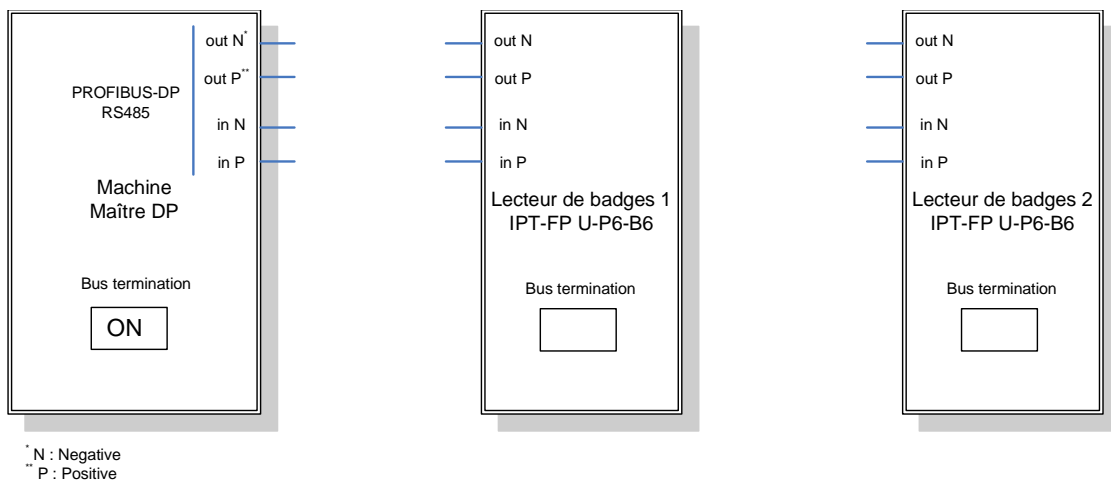 out N*
out P**
PROFIBUS-DP
RS485
in N
in P
Machine
Maître DP
Bus termination
ON
out N
out P
in N
in P
Lecteur de badges 1
IPT-FP U-P6-B6
Bus termination
out N
out P
in N
in P
Lecteur de badges 2
IPT-FP U-P6-B6
Bus termination
* N : Negative
** P : Positive